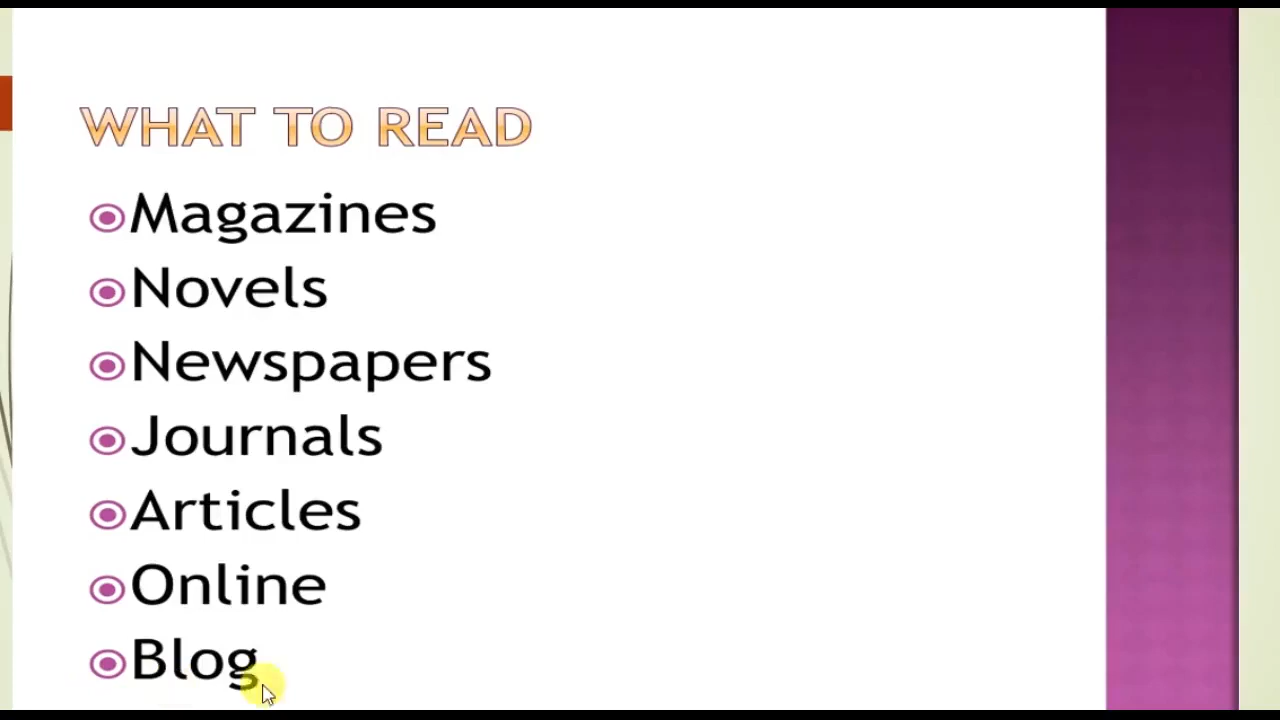 WHAT TO READ
Magazines
Novels
Newspapers
Journals
Articles
Online
Blog